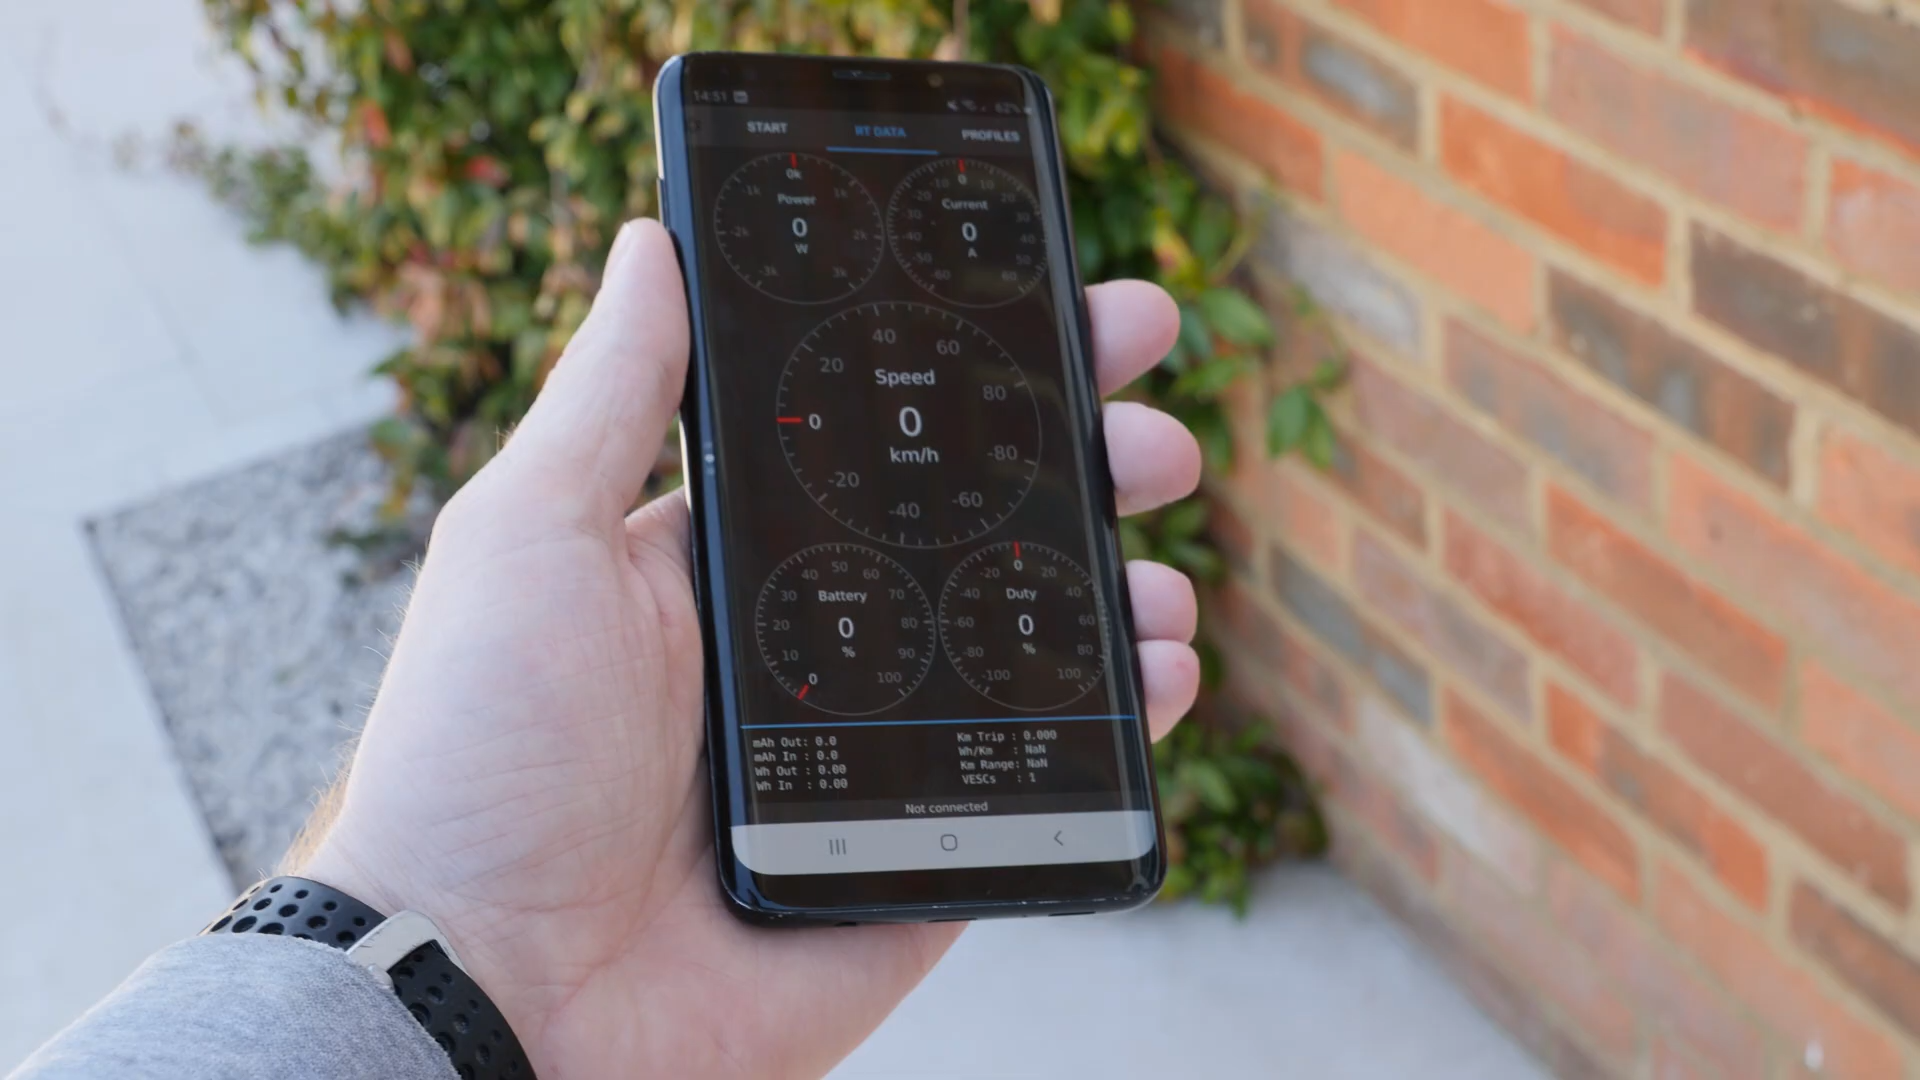 14:51 62%
START RT DATA PROFILES
0k
-1k 1k
Power
0
-2k 2k
W
-3k 3k
0
-10 10
-20 20
Current
30 30
0
-40 40
A
-50 50
-60 60
40
60
20
Speed
80
0
0
km/h
-80
-20
-60
-40
50
40 60
30 70
Battery
20 80
0
%
10 90
0
100
0
-20 20
-40 40
Duty
-60 60
0
%
-80 80
-100 100
mAh Out: 0.0
mAh In : 0.0
Wh Out : 0.00
Wh In : 0.00
Km Trip : 0.000
Wh/Km : NaN
Km Range: NaN
VESCs : 1
Not connected